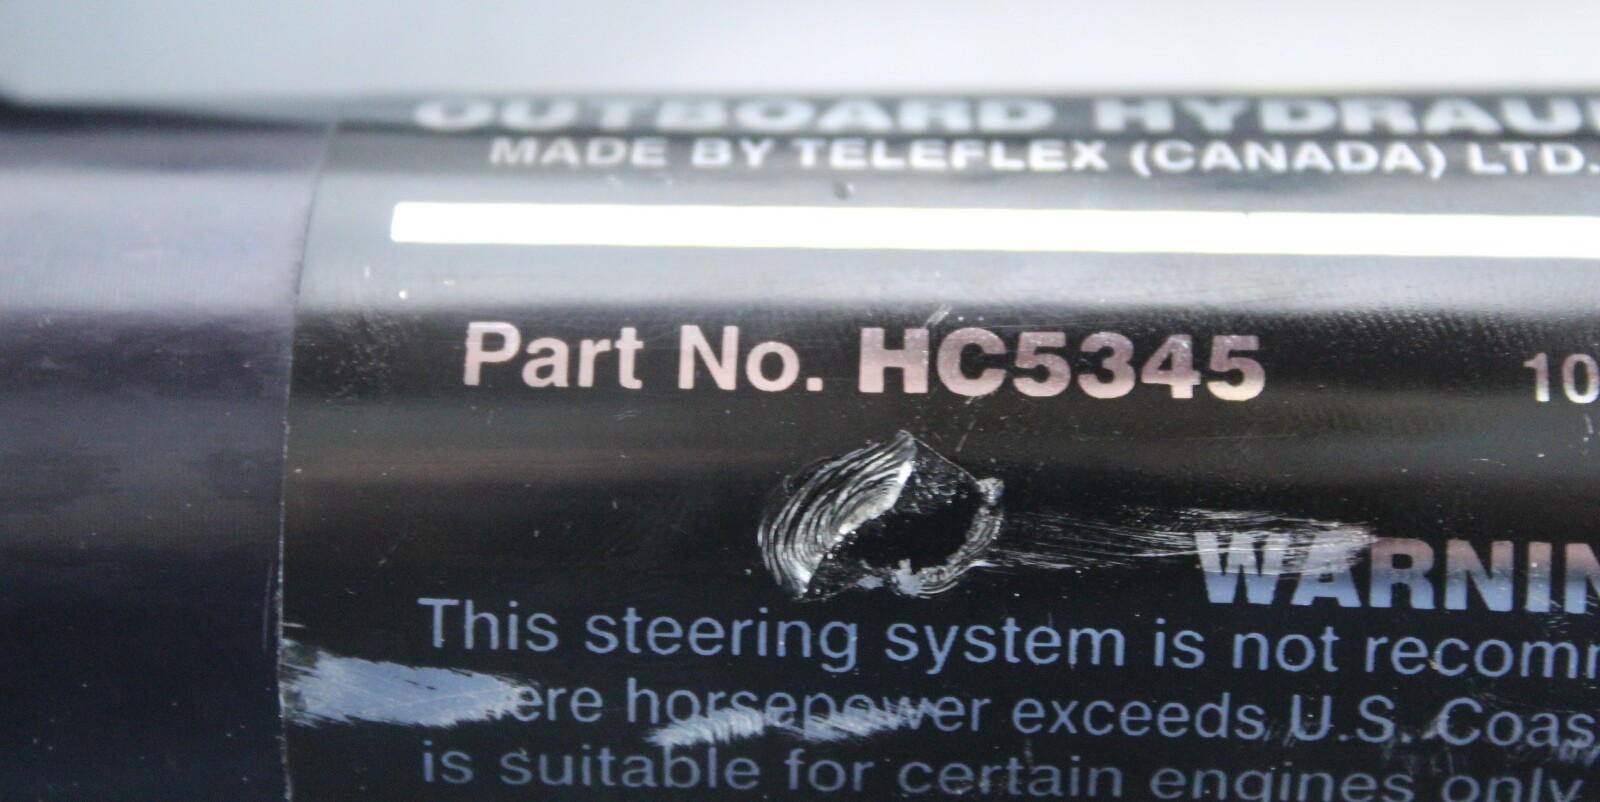 OUTBOARD HYDRAU
MADE BY TELEFLEX (CANADA) LTD.
Part No. HC5345 10
WARNIN
This steering system is not recomm
ere horsepower exceeds U.S. Coas
is suitable for certain engines only